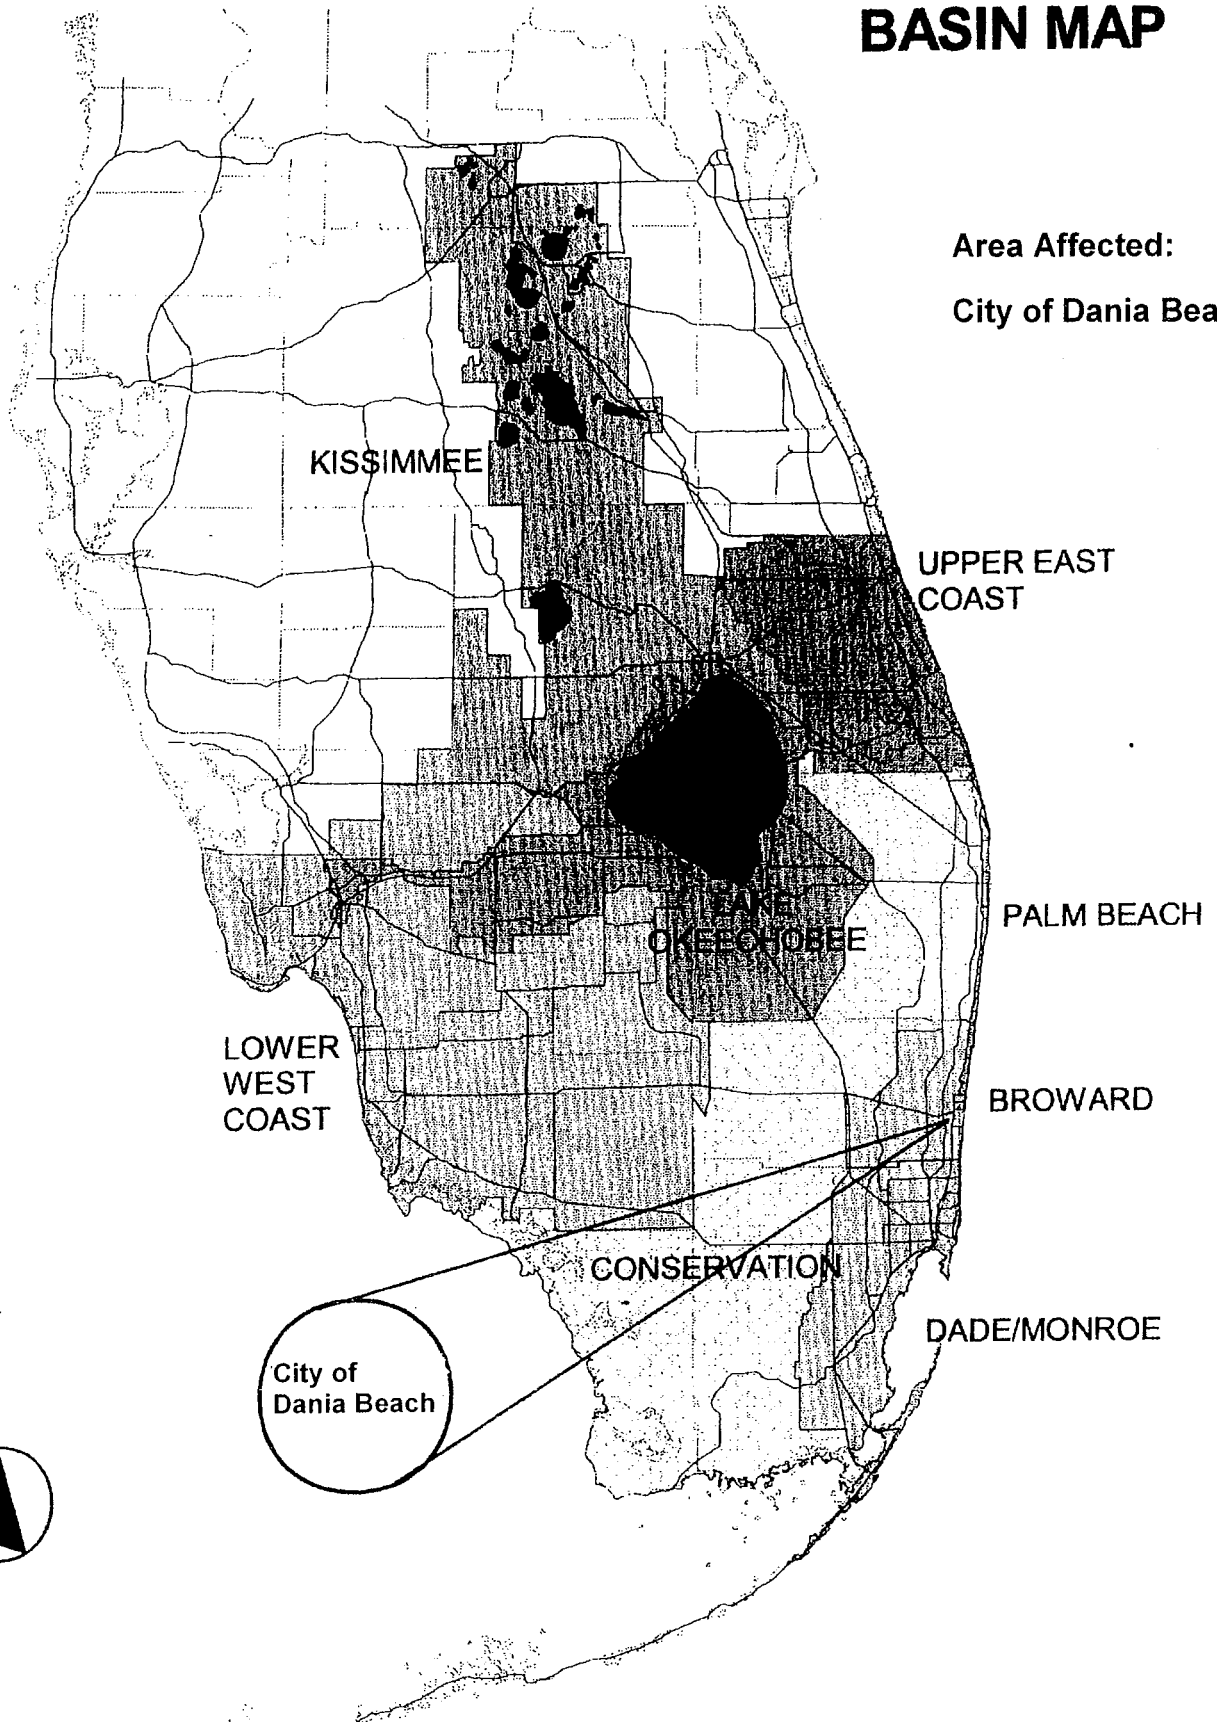 BASIN MAP
Area Affected:
City of Dania Bea
KISSIMMEE
UPPER EAST
COAST
LAKE
OKEECHOBEE
PALM BEACH
LOWER
WEST
COAST
BROWARD
CONSERVATION
DADE/MONROE
City of
Dania Beach